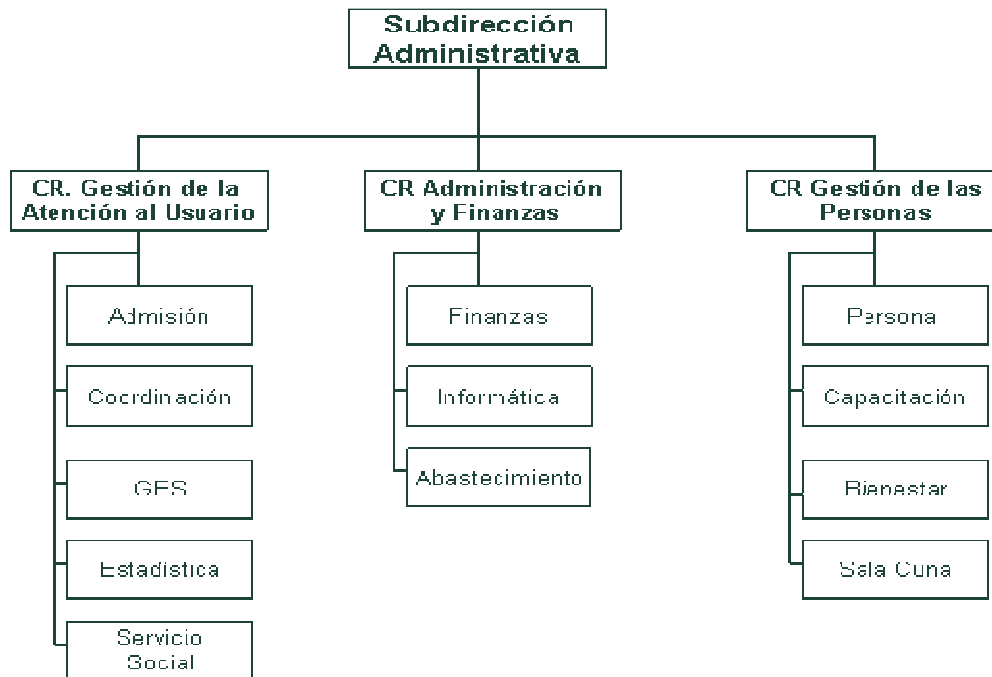 Subdirección
Administrativa
CR. Gestión de la
Atención al Usuario
Admisión
Coordinación
GES
Estadística
Servicio
Social
CR Administración
y Finanzas
Finanzas
Informática
Abastecimiento
CR Gestión de las
Personas
Persona
Capacitación
Bienestar
Sala Cuna